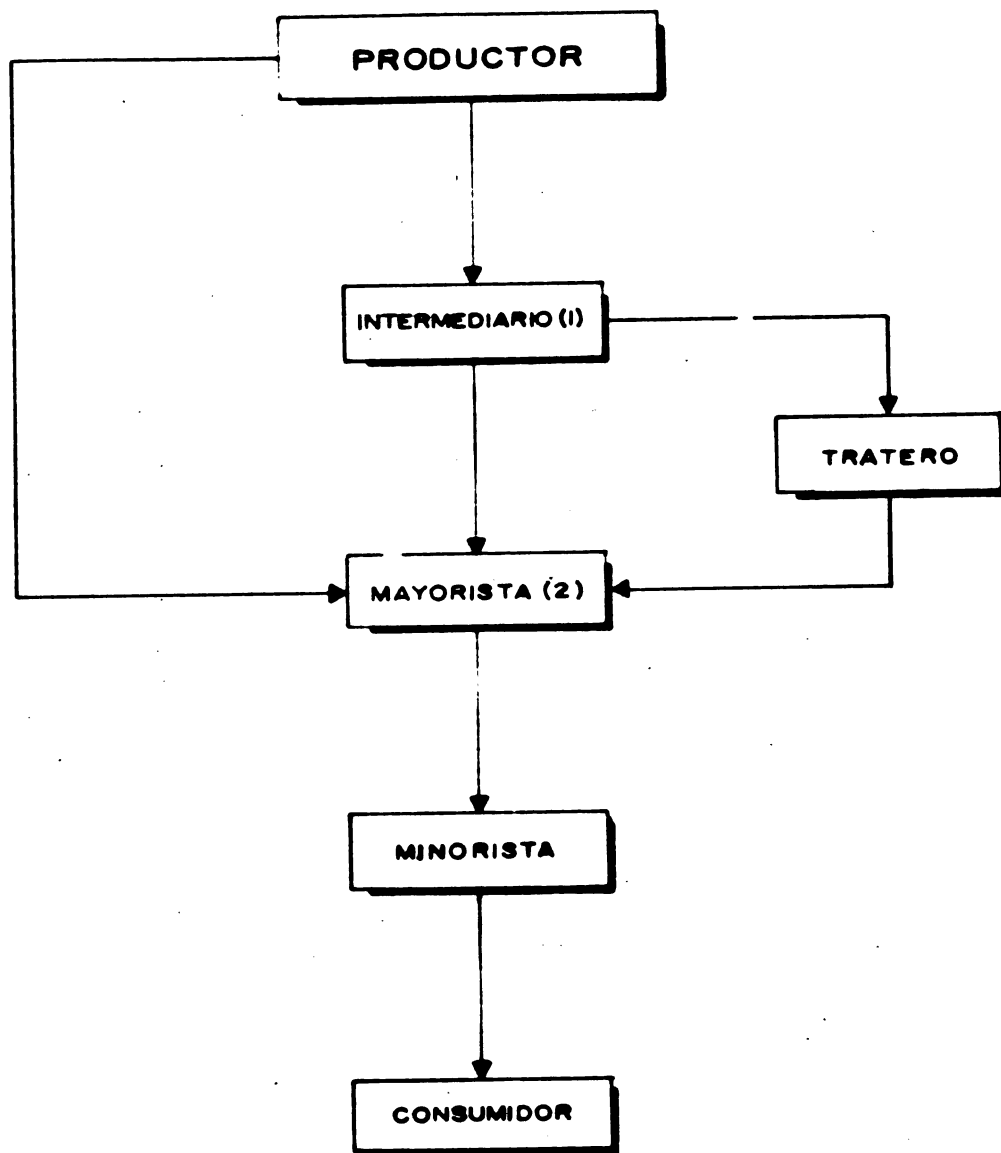 PRODUCTOR
INTERMEDIARIO (1)
TRATERO
MAYORISTA (2)
MINORISTA
CONSUMIDOR